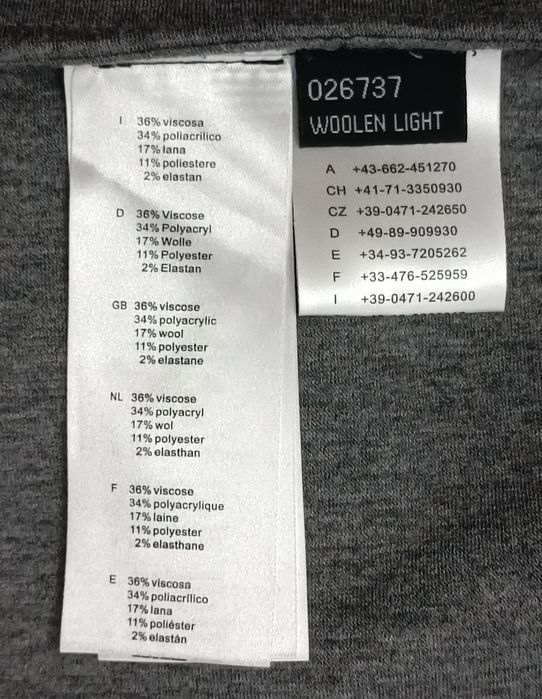 I 36% viscosa
34% poliacrilico
17% lana
11% poliestere
2% elastan
D 36% Viscose
34% Polyacryl
17% Wolle
11% Polyester
2% Elastan
GB 36% viscose
34% polyacrylic
17% wool
11% polyester
2% elastane
NL 36% viscose
34% polyacryl
17% wol
11% polyester
2% elasthan
F 36% viscose
34% polyacrylique
17% laine
11% polyester
2% elasthane
E 36% viscosa
34% poliacrílico
17% lana
11% poliéster
2% elastán
026737
WOOLEN LIGHT
A +43-662-451270
CH +41-71-3350930
CZ +39-0471-242650
D +49-89-909930
E +34-93-7205262
F +33-476-525959
I +39-0471-242600